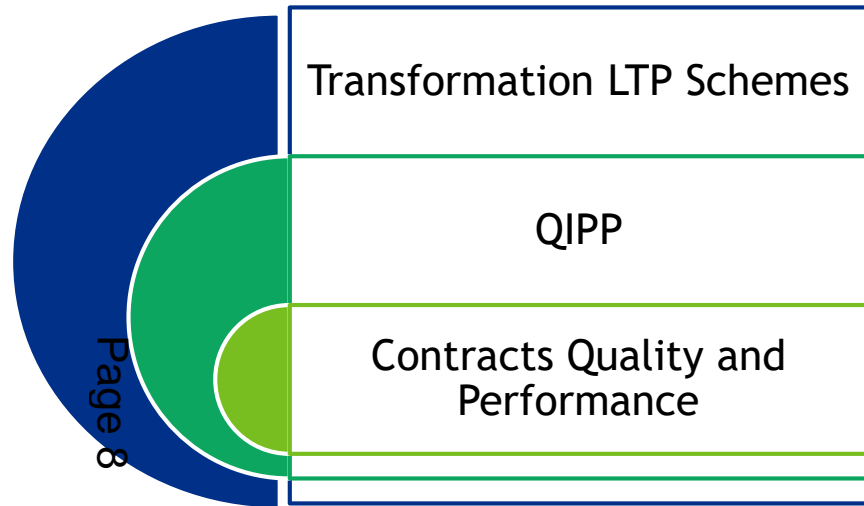 Transformation LTP Schemes
QIPP
Contracts Quality and
Performance
Page 8